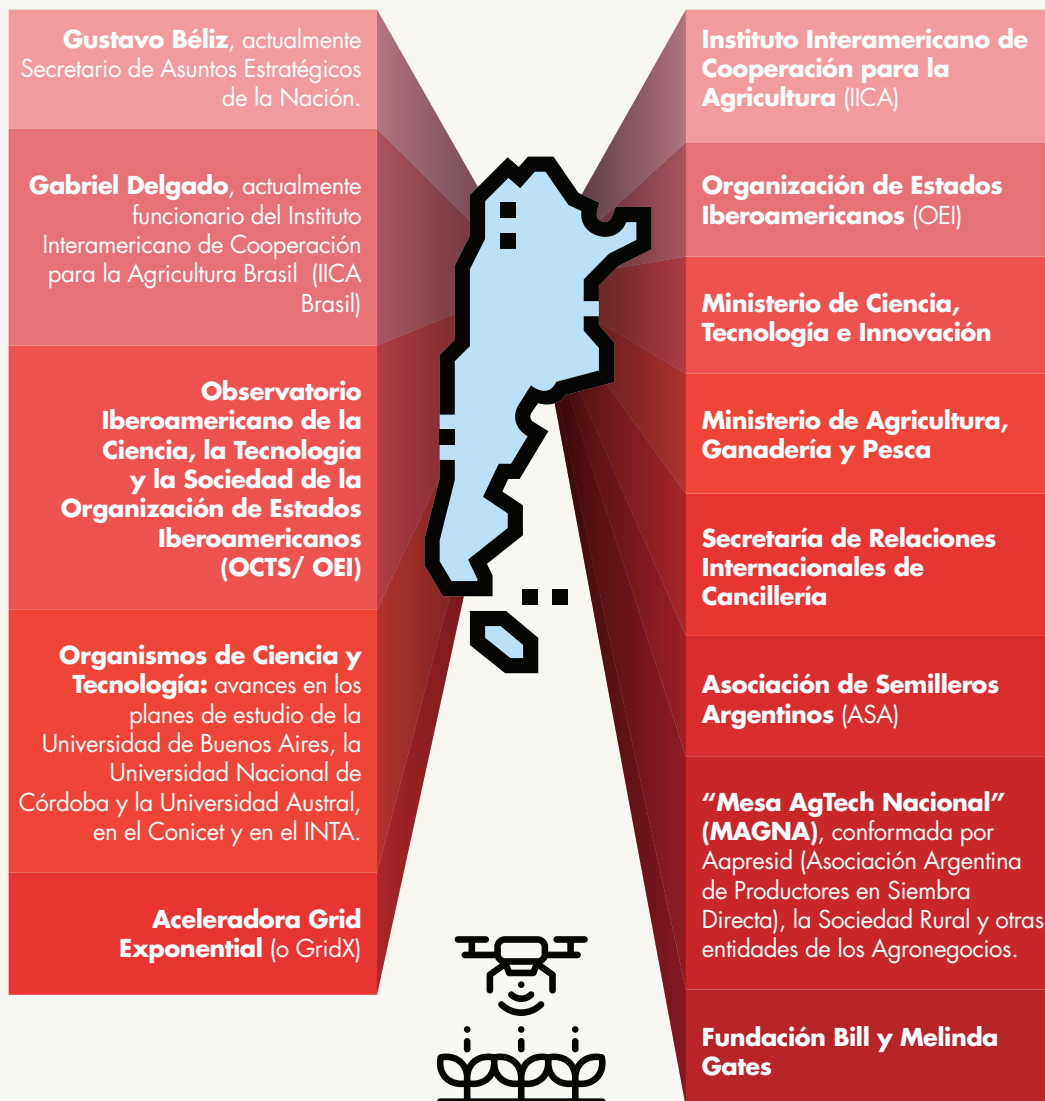 Gustavo Béliz, actualmente
Secretario de Asuntos Estratégicos
de la Nación.
Gabriel Delgado, actualmente
funcionario del Instituto
Interamericano de Cooperación
para la Agricultura Brasil (IICA
Brasil)
Observatorio
Iberoamericano de la
Ciencia, la Tecnología
y la Sociedad de la
Organización de Estados
Iberoamericanos
(OCTS/ OEI)
Organismos de Ciencia y
Tecnología: avances en los
planes de estudio de la
Universidad de Buenos Aires, la
Universidad Nacional de
Córdoba y la Universidad Austral,
en el Conicet y en el INTA.
Aceleradora Grid
Exponential (o GridX)
Instituto Interamericano de
Cooperación para la
Agricultura (IICA)
Organización de Estados
Iberoamericanos (OEI)
Ministerio de Ciencia,
Tecnología e Innovación
Ministerio de Agricultura,
Ganadería y Pesca
Secretaría de Relaciones
Internacionales de
Cancillería
Asociación de Semilleros
Argentinos (ASA)
“Mesa AgTech Nacional”
(MAGNA), conformada por
Aapresid (Asociación Argentina
de Productores en Siembra
Directa), la Sociedad Rural y otras
entidades de los Agronegocios.
Fundación Bill y Melinda
Gates